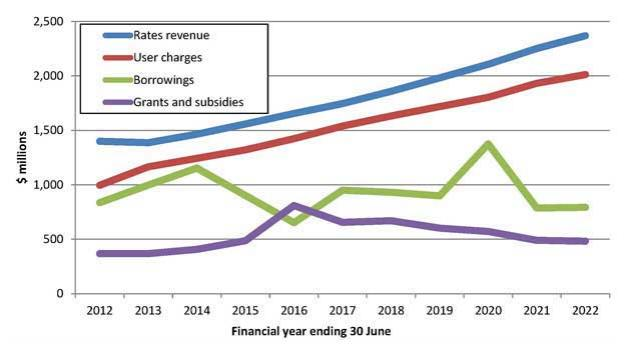 2,500
2,000
1,500
1,000
500
0
$ millions
Rates revenue
User charges
Borrowings
Grants and subsidies
2012 2013 2014 2015 2016 2017 2018 2019 2020 2021 2022
Financial year ending 30 June